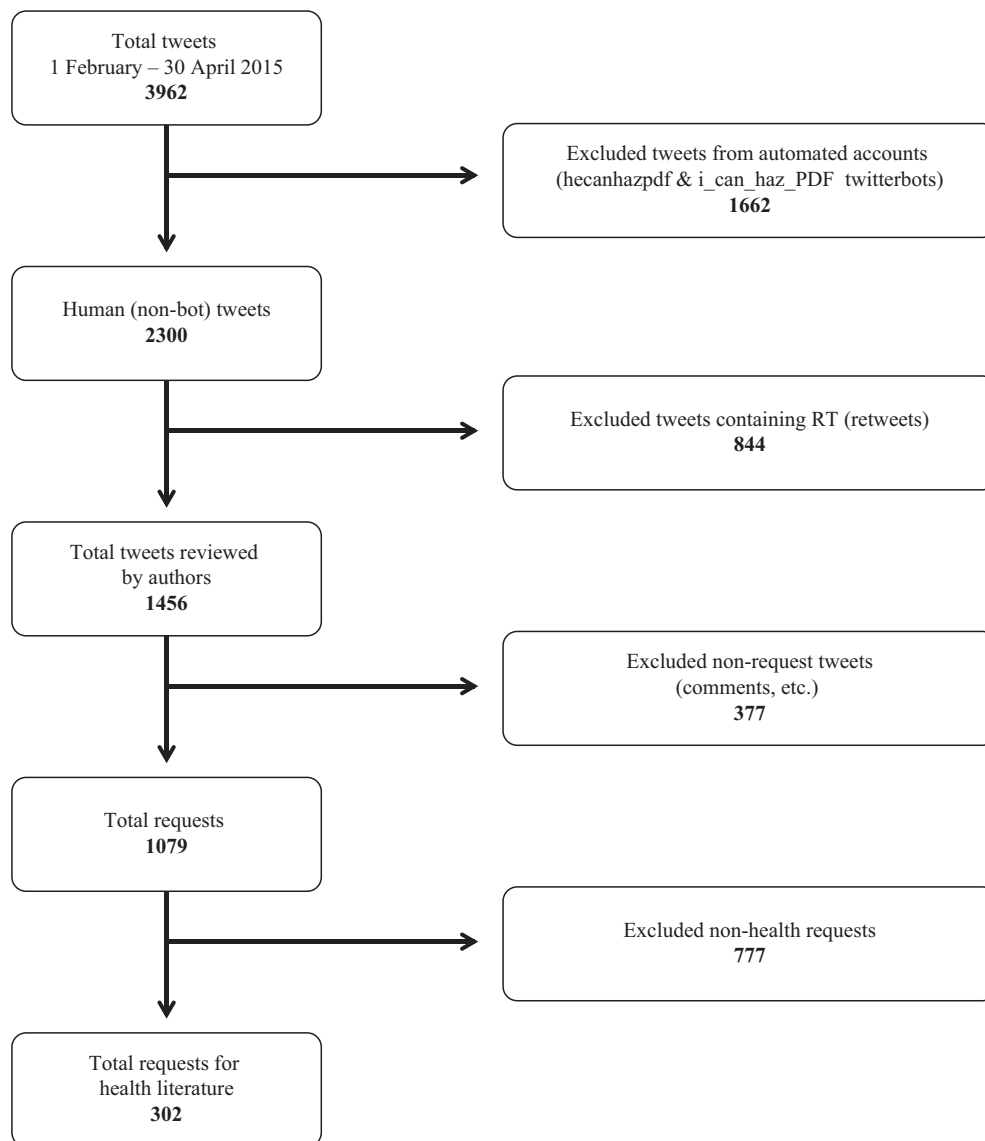 Total tweets
1 February – 30 April 2015
3962
Excluded tweets from automated accounts
(hecanhazpdf & i_can_haz_PDF twitterbots)
1662
Human (non-bot) tweets
2300
Excluded tweets containing RT (retweets)
844
Total tweets reviewed
by authors
1456
Excluded non-request tweets
(comments, etc.)
377
Total requests
1079
Excluded non-health requests
777
Total requests for
health literature
302